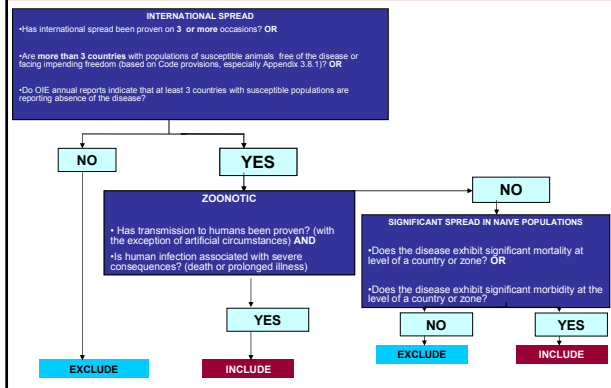 INTERNATIONAL SPREAD
•Has international spread been proven on 3 or more occasions? OR
•Are more than 3 countries with populations of susceptible animals free of the disease or
facing impending freedom (based on Code provisions, especially Appendix 3.8.1)? OR
•Do OIE annual reports indicate that at least 3 countries with susceptible populations are
reporting absence of the disease?
NO
YES
ZOONOTIC
• Has transmission to humans been proven? (with
the exception of artificial circumstances) AND
•Is human infection associated with severe
consequences? (death or prolonged illness)
NO
SIGNIFICANT SPREAD IN NAIVE POPULATIONS
•Does the disease exhibit significant mortality at
level of a country or zone? OR
•Does the disease exhibit significant morbidity at the
level of a country or zone?
YES
NO
YES
EXCLUDE
INCLUDE
EXCLUDE
INCLUDE